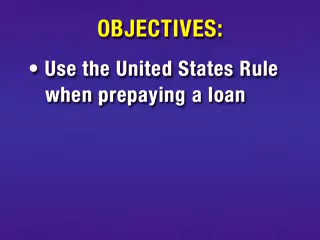 OBJECTIVES:
• Use the United States Rule
when prepaying a loan